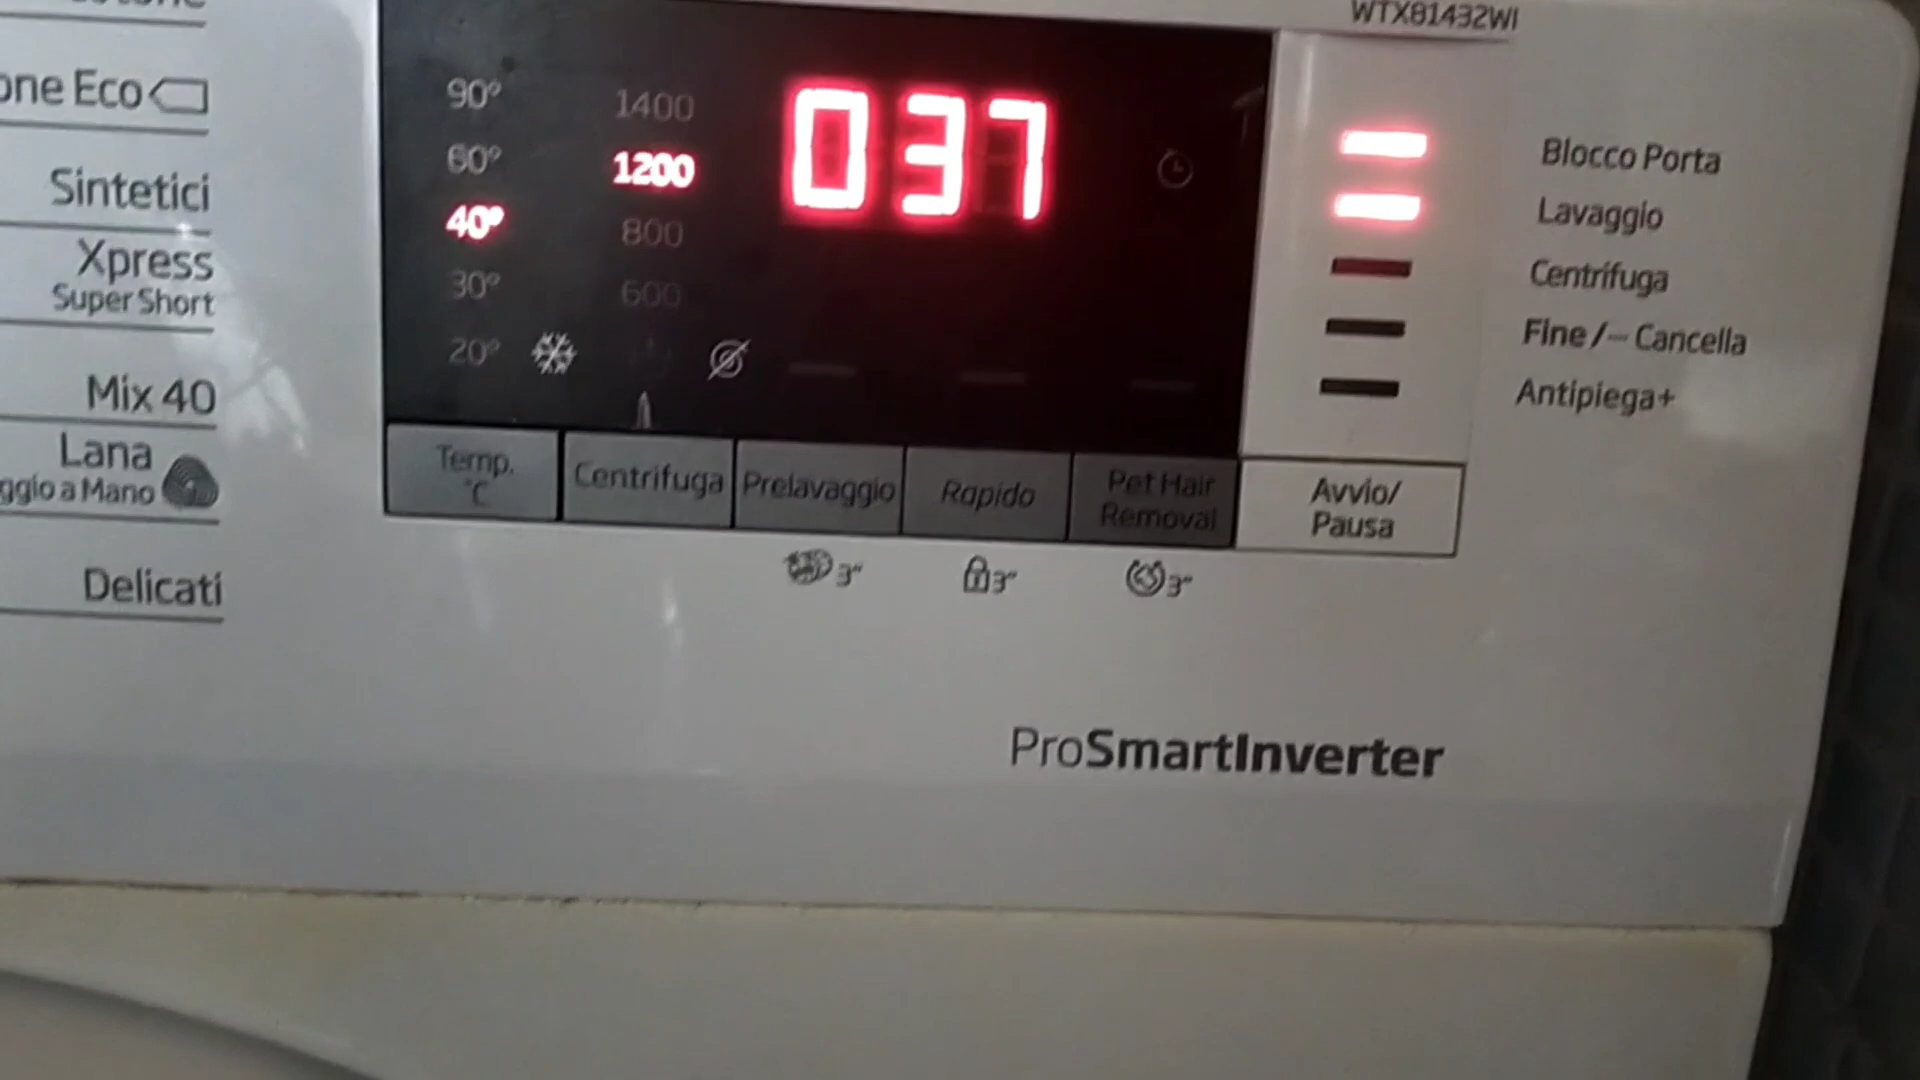 WTX81432WI
one Eco
Sintetici
Xpress
Super Short
Mix 40
Lana
ggio a Mano
Delicati
90°
60°
40°
30°
20°
1400
1200
800
600
037
Blocco Porta
Lavaggio
Centrifuga
Fine /– Cancella
Antipiega+
Temp.
°C
Centrifuga
Prelavaggio
Rapido
Pet Hair
Removal
Avvio/
Pausa
3"
3"
3"
ProSmartInverter